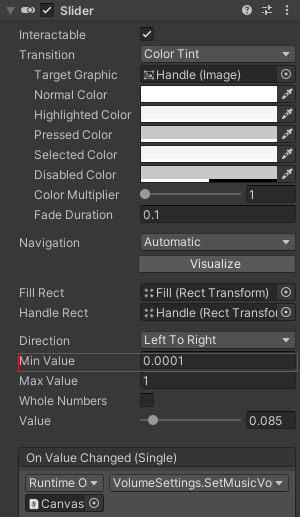 Slider
Interactable
Transition Color Tint
Target Graphic Handle (Image)
Normal Color
Highlighted Color
Pressed Color
Selected Color
Disabled Color
Color Multiplier 1
Fade Duration 0.1
Navigation Automatic
Visualize
Fill Rect Fill (Rect Transform)
Handle Rect Handle (Rect Transfor
Direction Left To Right
Min Value 0.0001
Max Value 1
Whole Numbers
Value 0.085
On Value Changed (Single)
Runtime O VolumeSettings.SetMusicVo
Canvas